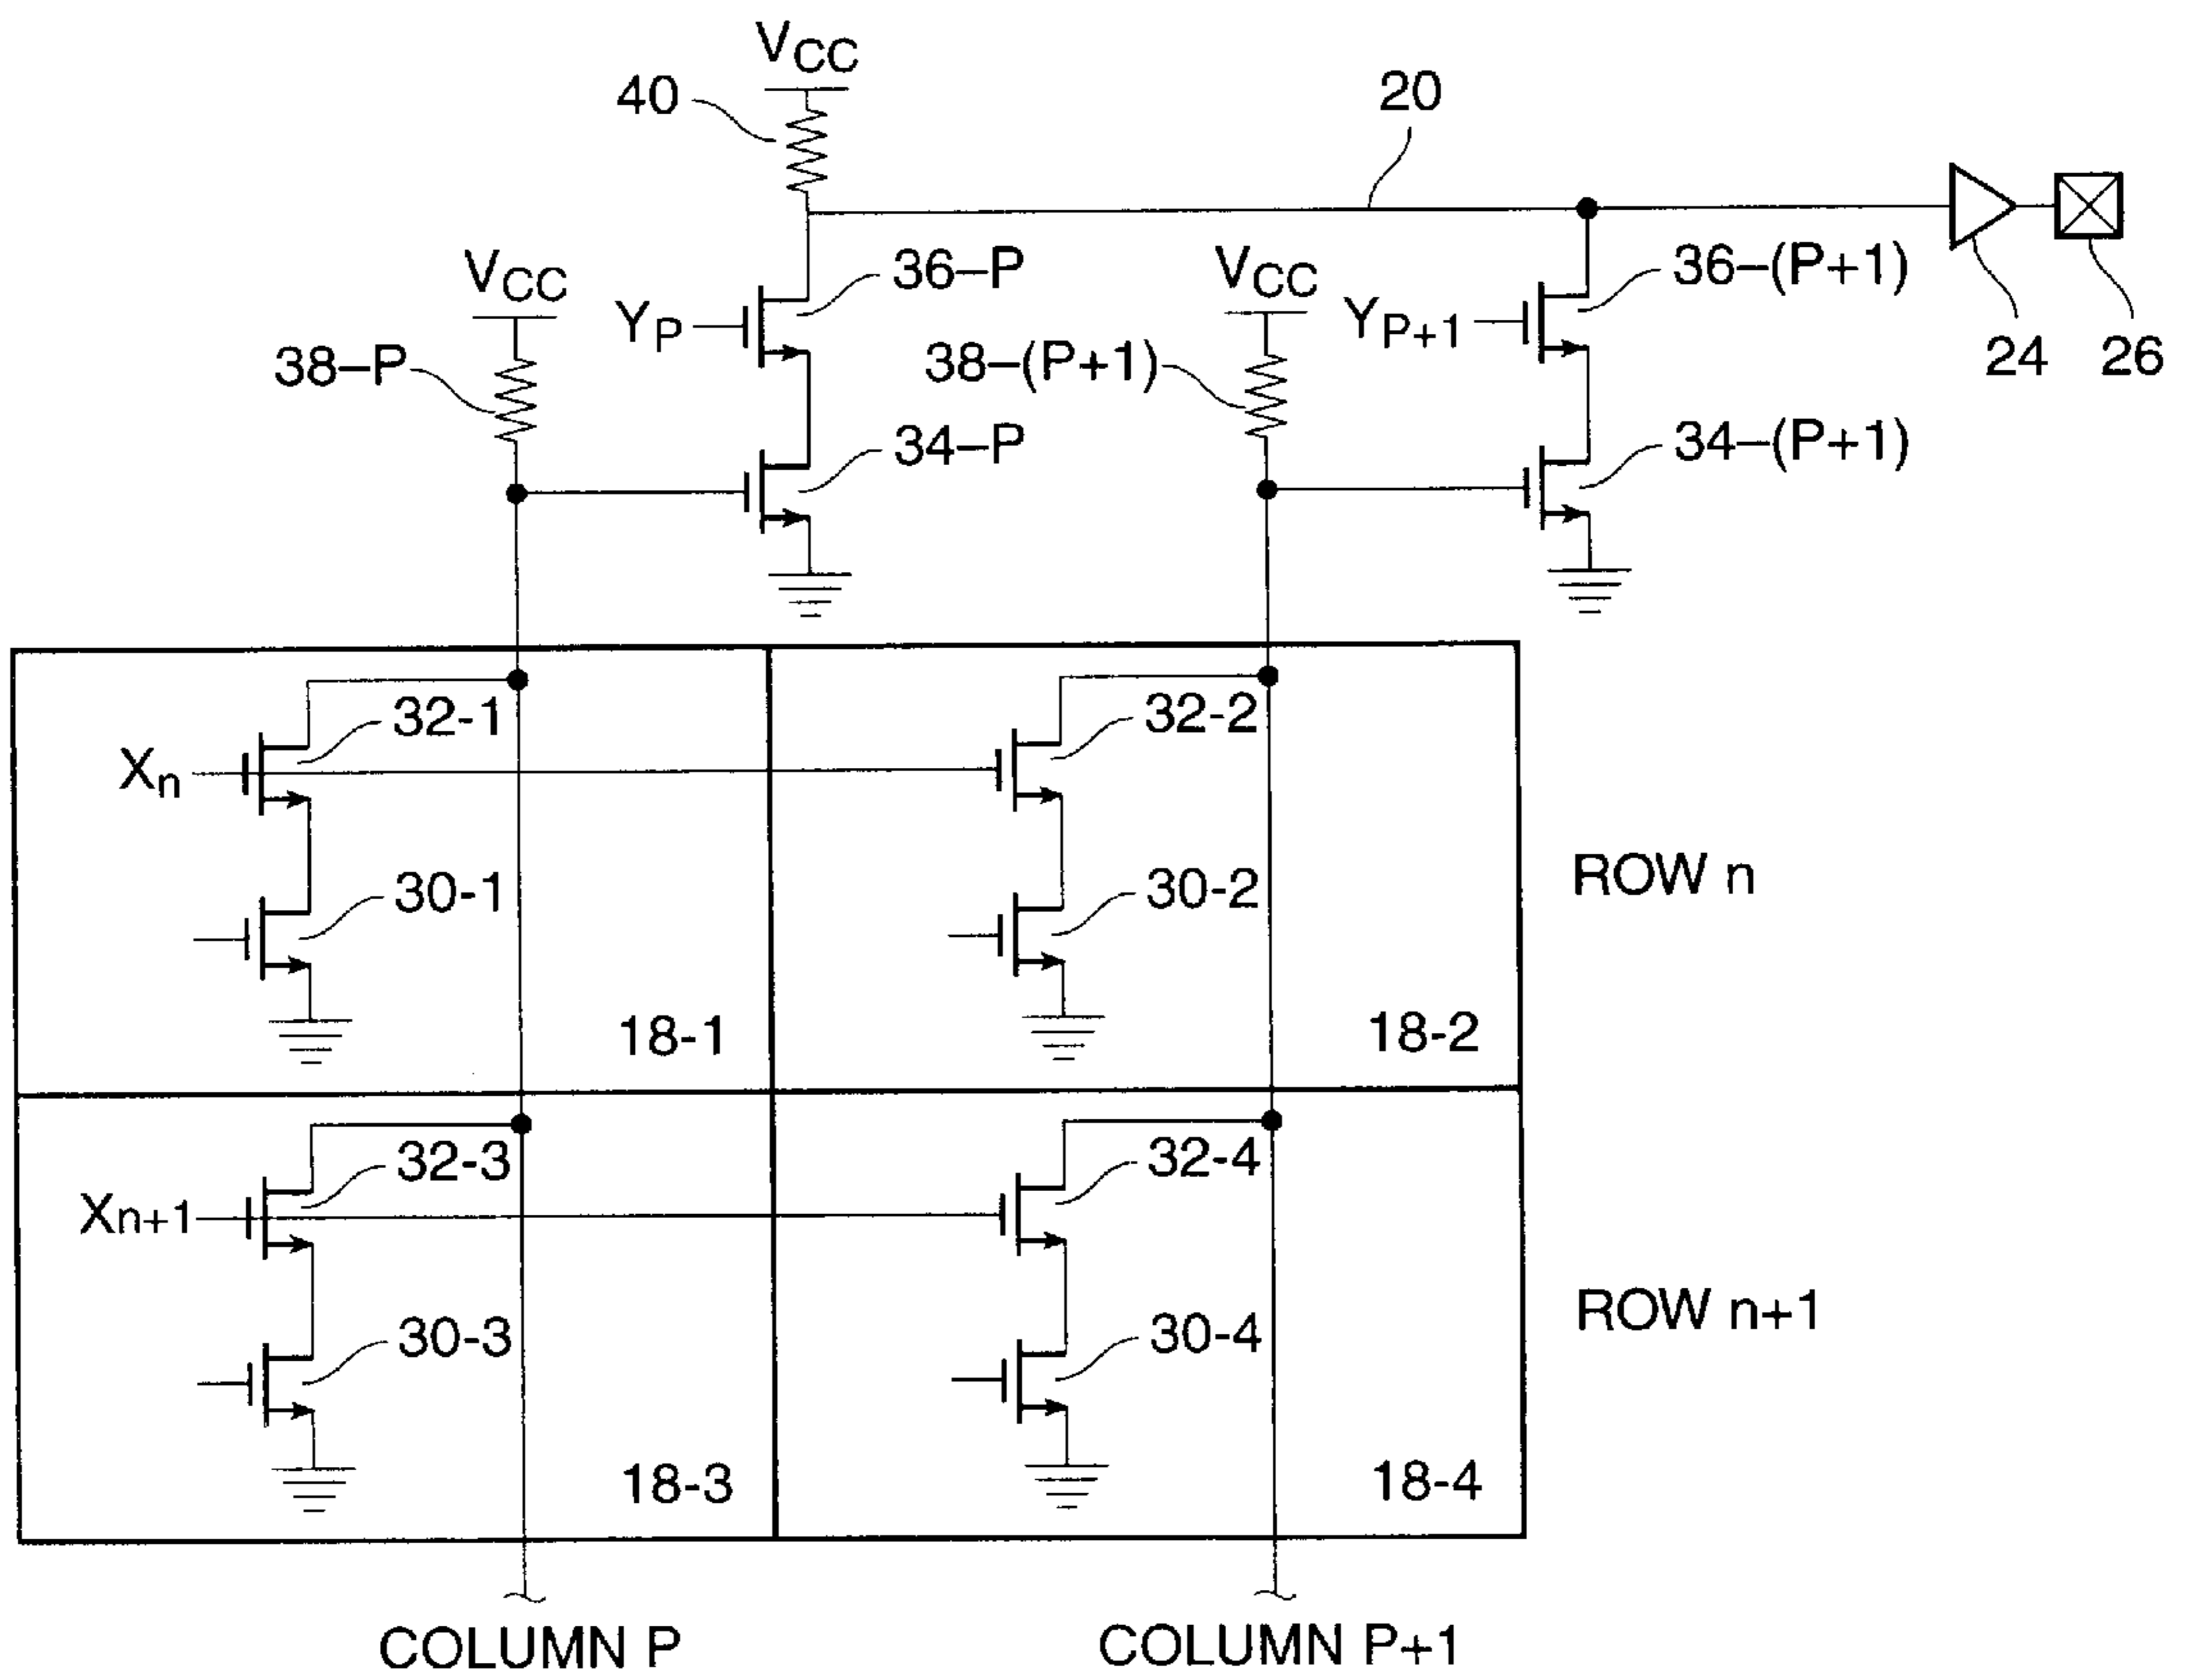 VCC
40
20
VCC
36–P
VCC
36–(P+1)
YP
YP+1
38–P
38–(P+1)
24
26
34–P
34–(P+1)
32-1
32-2
Xn
30-1
30-2
ROW n
18-1
18-2
32-3
32-4
Xn+1
30-3
30-4
ROW n+1
18-3
18-4
COLUMN P
COLUMN P+1